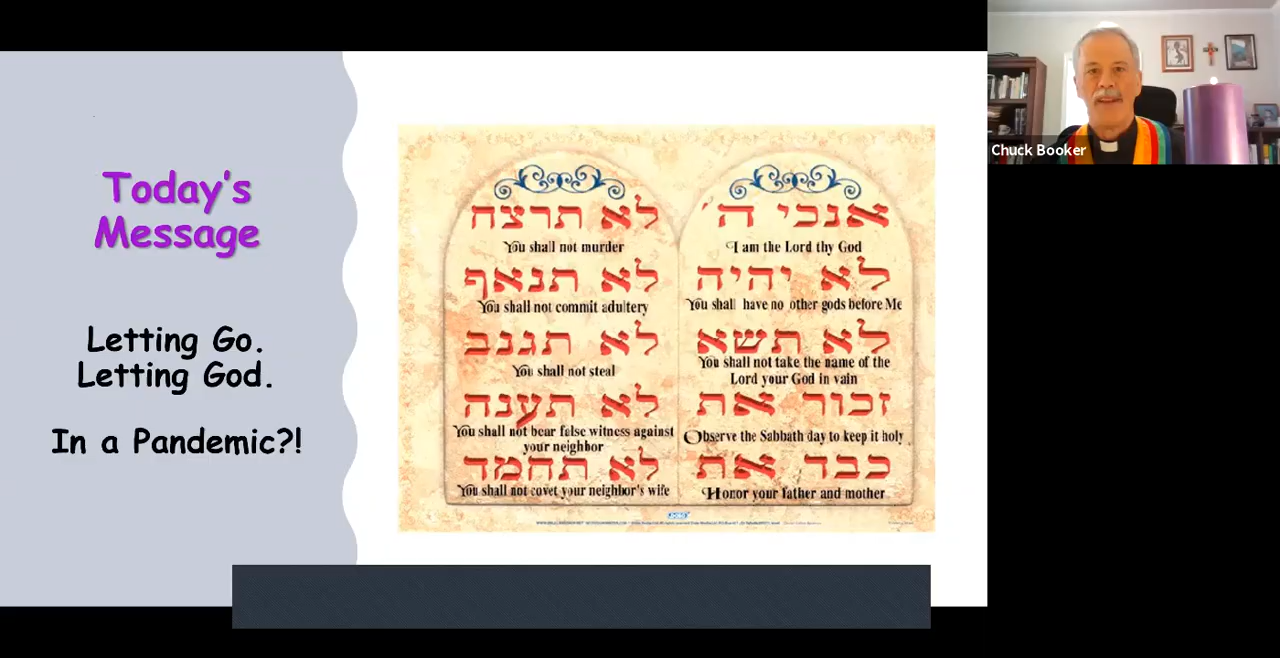 Today's
Message
Letting Go.
Letting God.
In a Pandemic?!
אנכי ה׳
I am the Lord thy God
לא יהיה
You shall have no other gods before Me
לא תשא
You shall not take the name of the
Lord your God in vain
זכור את
Observe the Sabbath day to keep it holy
כבד את
Honor your father and mother
לא תרצח
You shall not murder
לא תנאף
You shall not commit adultery
לא תגנב
You shall not steal
לא תענה
You shall not bear false witness against
your neighbor
לא תחמד
You shall not covet your neighbor's wife
Chuck Booker